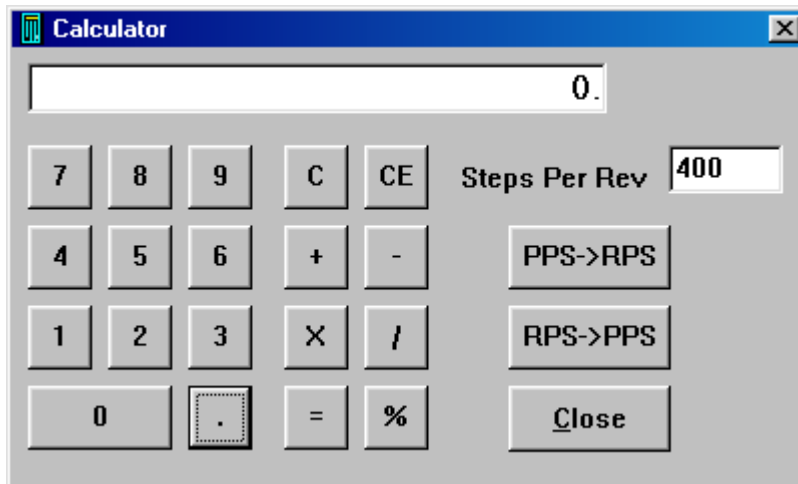 Calculator
0.
7 8 9 C CE Steps Per Rev 400
4 5 6 + - PPS->RPS
1 2 3 X / RPS->PPS
0 . = % Close